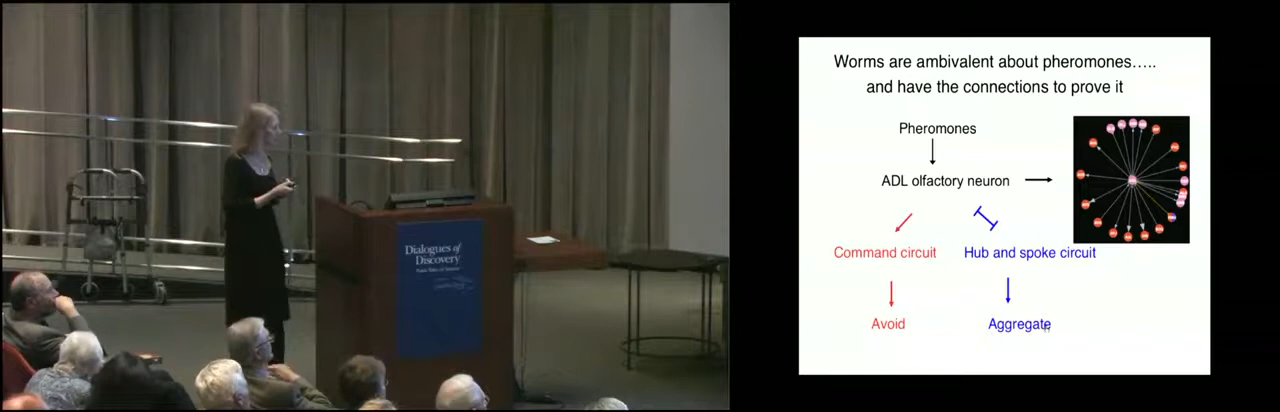 Dialogues of
Discovery
Worms are ambivalent about pheromones…..
and have the connections to prove it
Pheromones
ADL olfactory neuron
Command circuit
Hub and spoke circuit
Avoid
Aggregate